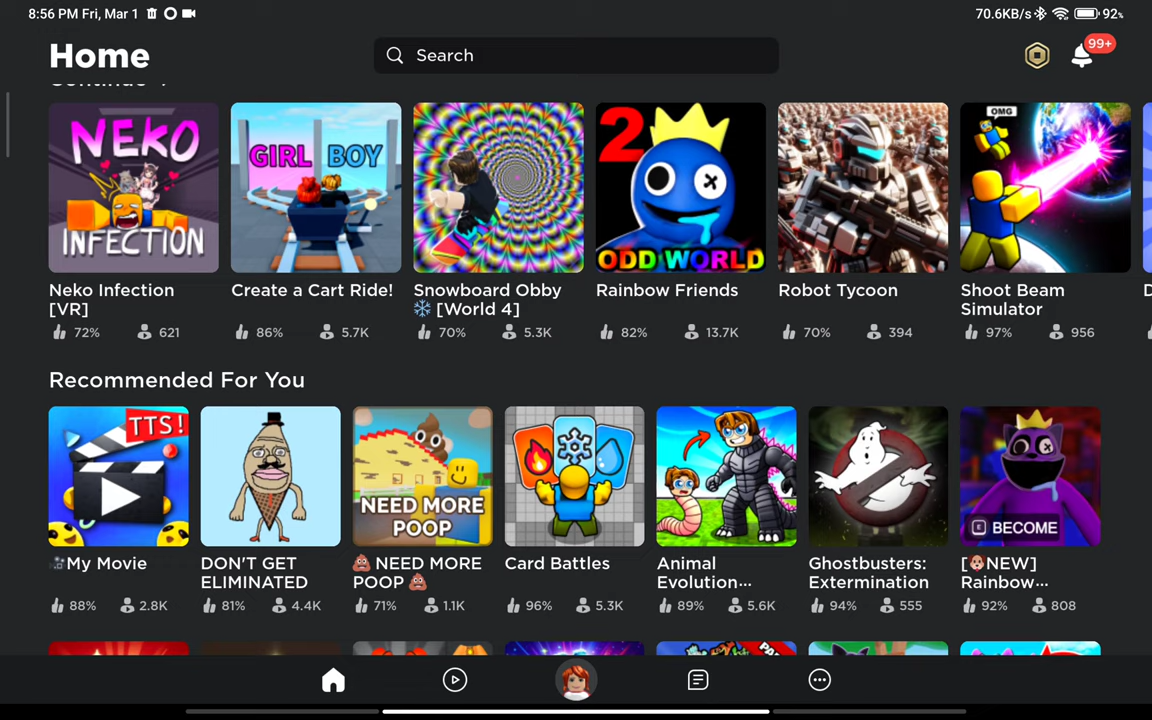 8:56 PM Fri, Mar 1
70.6KB/s
92%
Home
Search
99+
NEKO
INFECTION
GIRL BOY
2
ODD WORLD
OMG
Neko Infection
[VR]
72% 621
Create a Cart Ride!
86% 5.7K
Snowboard Obby
❄️ [World 4]
70% 5.3K
Rainbow Friends
82% 13.7K
Robot Tycoon
70% 394
Shoot Beam
Simulator
97% 956
Recommended For You
TTS!
NEED MORE
POOP
E BECOME
🎥My Movie
88% 2.8K
DON'T GET
ELIMINATED
81% 4.4K
💩 NEED MORE
POOP 💩
71% 1.1K
Card Battles
96% 5.3K
Animal
Evolution...
89% 5.6K
Ghostbusters:
Extermination
94% 555
[🐶NEW]
Rainbow...
92% 808